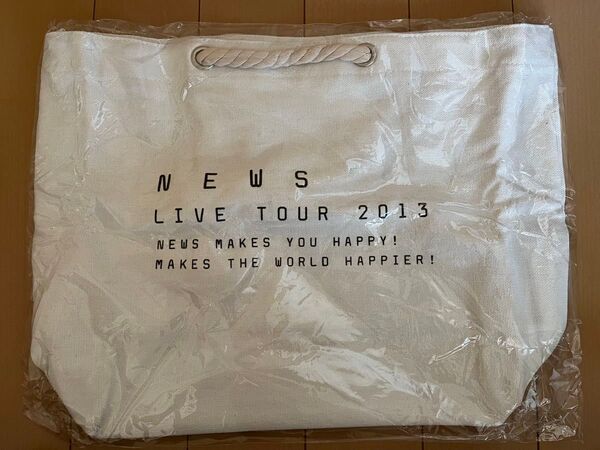 NEWS
LIVE TOUR 2013
NEWS MAKES YOU HAPPY!
MAKES THE WORLD HAPPIER!